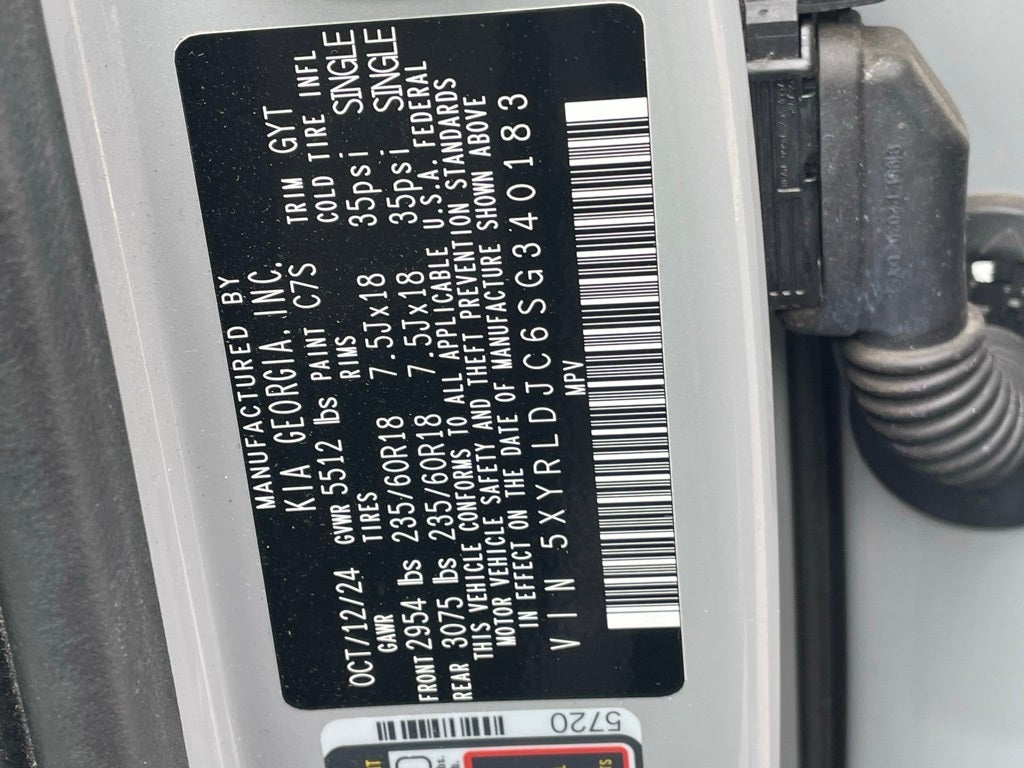 MANUFACTURED BY
KIA GEORGIA, INC.
OCT/12/24 GVWR 5512 lbs PAINT C7S TRIM GYT
GAWR TIRES RIMS COLD TIRE INFL
FRONT 2954 lbs 235/60R18 7.5Jx18 35psi SINGLE
REAR 3075 lbs 235/60R18 7.5Jx18 35psi SINGLE
THIS VEHICLE CONFORMS TO ALL APPLICABLE U.S.A. FEDERAL
MOTOR VEHICLE SAFETY AND THEFT PREVENTION STANDARDS
IN EFFECT ON THE DATE OF MANUFACTURE SHOWN ABOVE
VIN 5XYRLDJC6SG340183
MPV
5720